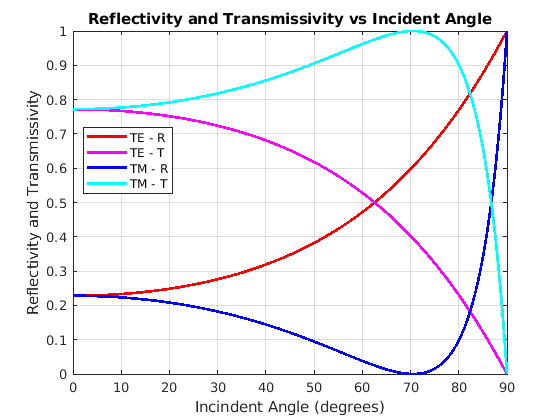 Reflectivity and Transmissivity vs Incident Angle
Reflectivity and Transmissivity
1
0.9
0.8
0.7
0.6
0.5
0.4
0.3
0.2
0.1
0
TE - R
TE - T
TM - R
TM - T
0 10 20 30 40 50 60 70 80 90
Incindent Angle (degrees)